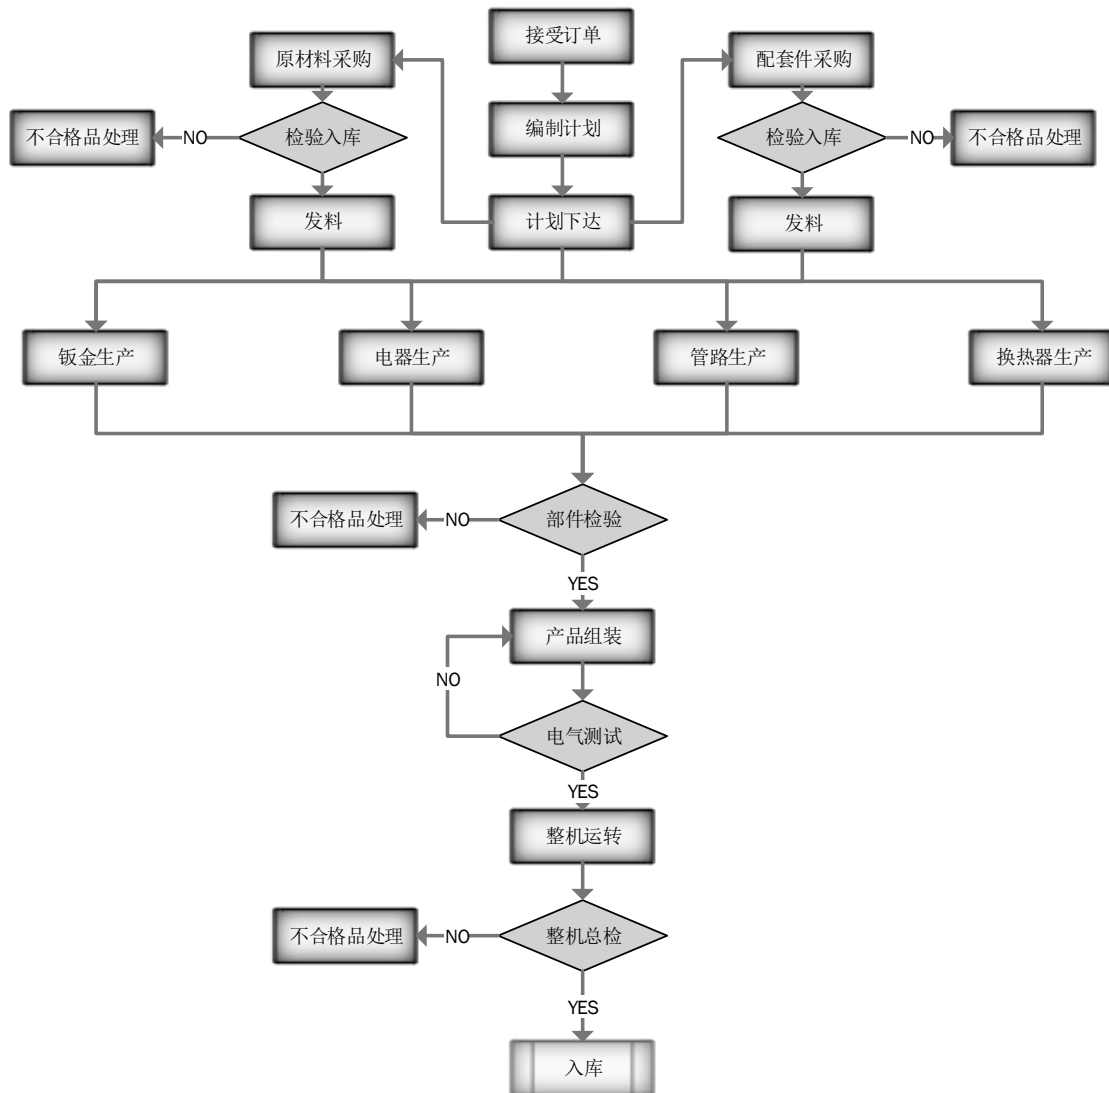 接受订单
原材料采购
配套件采购
不合格品处理
NO
检验入库
编制计划
检验入库
NO
不合格品处理
发料
计划下达
发料
钣金生产
电器生产
管路生产
换热器生产
不合格品处理
NO
部件检验
YES
产品组装
NO
电气测试
YES
整机运转
不合格品处理
NO
整机总检
YES
入库